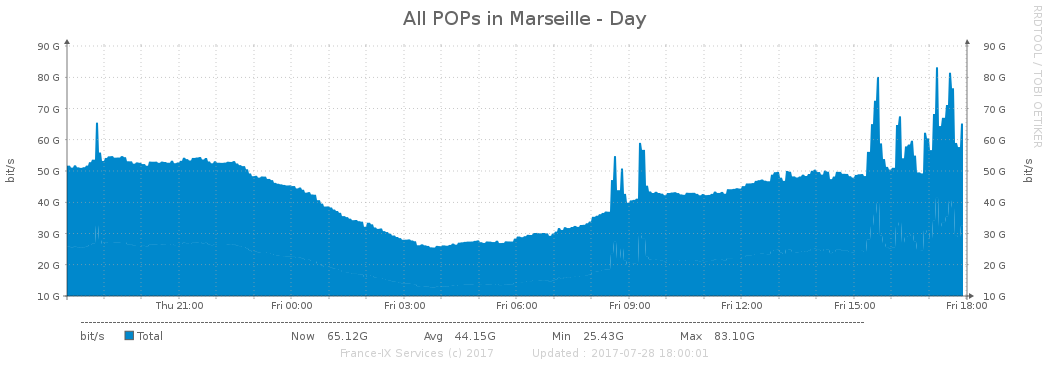 All POPs in Marseille - Day
RRDTOOL / TOBI OETIKER
bit/s
90 G 90 G
80 G 80 G
70 G 70 G
60 G 60 G
50 G 50 G
40 G 40 G
30 G 30 G
20 G 20 G
10 G 10 G
bit/s
Thu 21:00 Fri 00:00 Fri 03:00 Fri 06:00 Fri 09:00 Fri 12:00 Fri 15:00 Fri 18:00
bit/s Total Now 65.12G Avg 44.15G Min 25.43G Max 83.10G
France-IX Services (c) 2017 Updated : 2017-07-28 18:00:01